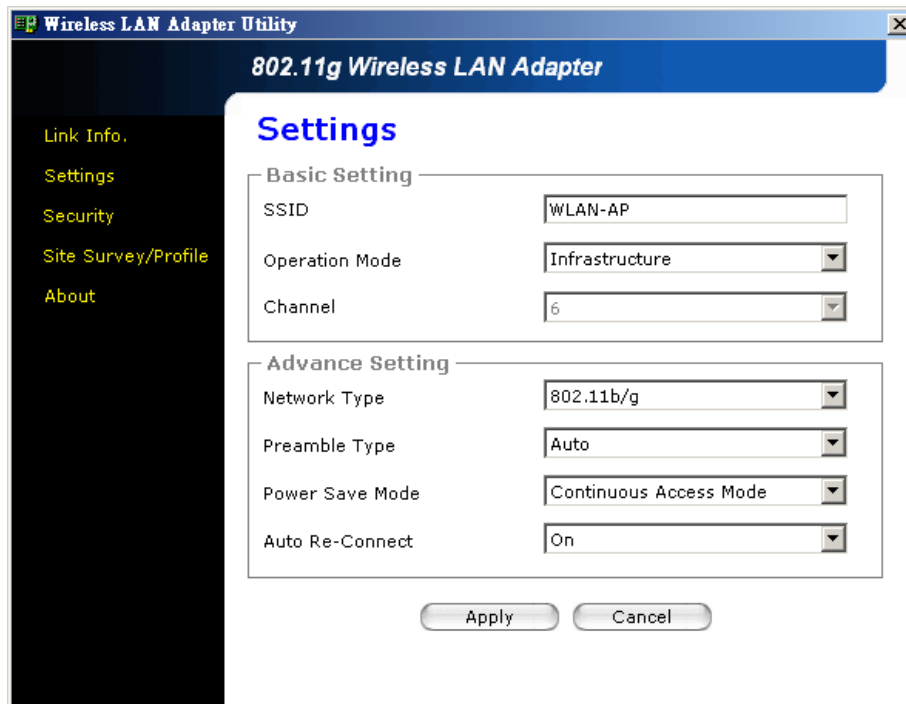 Wireless LAN Adapter Utility
802.11g Wireless LAN Adapter
Link Info.
Settings
Security
Site Survey/Profile
About
Settings
Basic Setting
SSID WLAN-AP
Operation Mode Infrastructure
Channel 6
Advance Setting
Network Type 802.11b/g
Preamble Type Auto
Power Save Mode Continuous Access Mode
Auto Re-Connect On
Apply Cancel